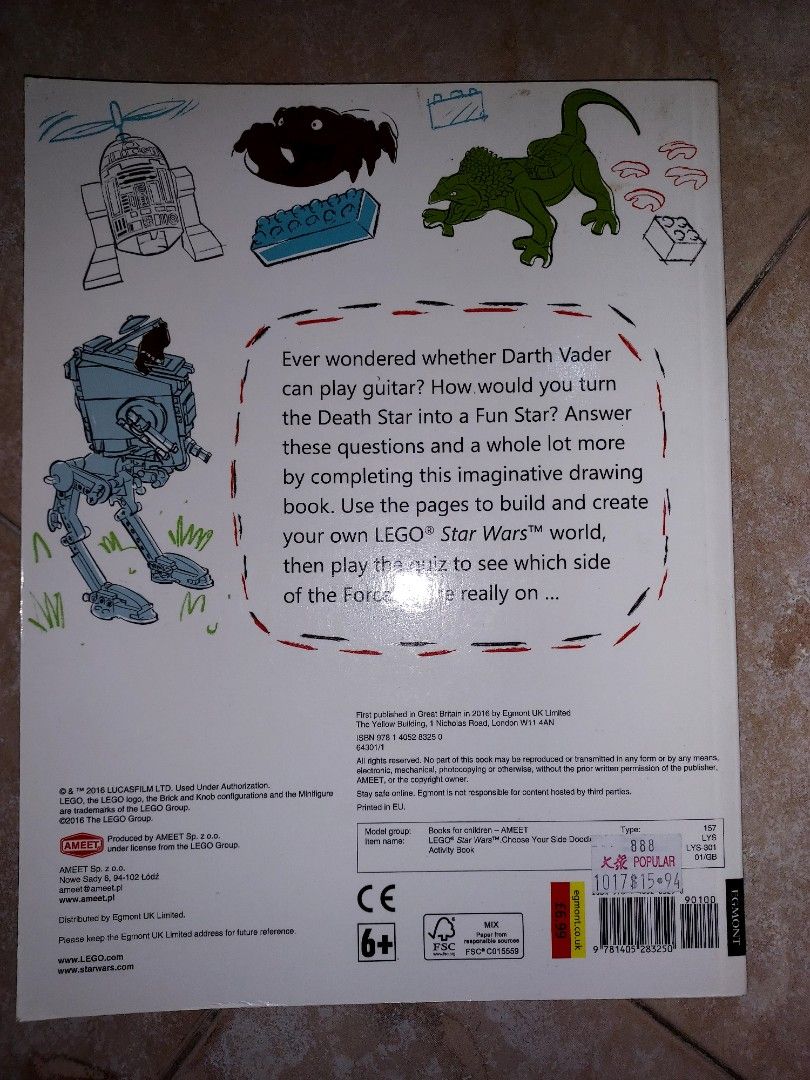 Ever wondered whether Darth Vader
can play guitar? How would you turn
the Death Star into a Fun Star? Answer
these questions and a whole lot more
by completing this imaginative drawing
book. Use the pages to build and create
your own LEGO® Star Wars™ world,
then play the quiz to see which side
of the Force really on ...
First published in Great Britain in 2016 by Egmont UK Limited
The Yellow Building, 1 Nicholas Road, London W11 4AN
ISBN 978 1 4052 8325 0
64301/1
All rights reserved. No part of this book may be reproduced or transmitted in any form or by any means,
electronic, mechanical, photocopying or otherwise, without the prior written permission of the publisher,
AMEET, or the copyright owner.
Stay safe online. Egmont is not responsible for content hosted by third parties.
Printed in EU.
© & ™ 2016 LUCASFILM LTD. Used Under Authorization.
LEGO, the LEGO logo, the Brick and Knob configurations and the Minifigure
are trademarks of the LEGO Group.
©2016 The LEGO Group.
AMEET
Produced by AMEET Sp. z o.o.
under license from the LEGO Group.
AMEET Sp. z o.o.
Nowe Sady 6, 94-102 Łódź
ameet@ameet.pl
www.ameet.pl
Distributed by Egmont UK Limited.
Please keep the Egmont UK Limited address for future reference.
www.LEGO.com
www.starwars.com
Model group: Books for children – AMEET Type: 157
Item name: LEGO® Star Wars™.Choose Your Side LYS
Activity Book LYS-301
01/GB
888
大眾 POPULAR
1017$15.94
CE
6+
FSC
www.fsc.org
MIX
Paper from
responsible sources
FSC® C015559
£6.99
egmont.co.uk
90100
9 781405 283250
EGMONT